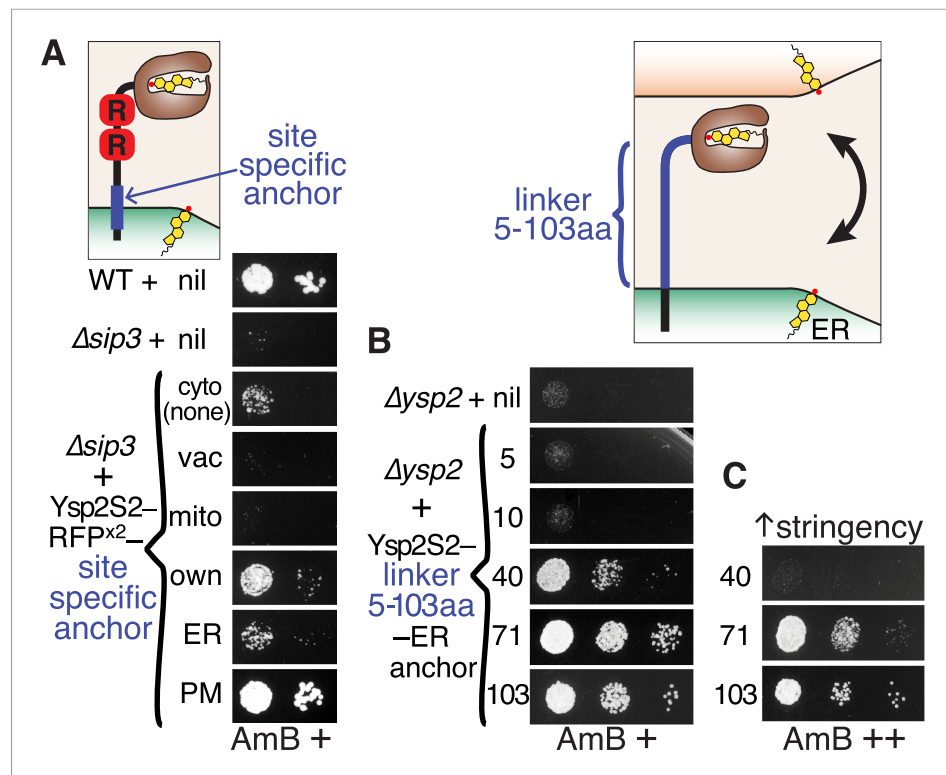 A
R
R
site
specific
anchor
linker
5-103aa
ER
WT + nil
Δsip3 + nil
cyto
(none)
vac
mito
own
ER
PM
Δsip3
+
Ysp2S2–
RFPx2–
site
specific
anchor
AmB +
B
Δysp2 + nil
5
10
40
71
103
Δysp2
+
Ysp2S2–
linker
5-103aa
–ER
anchor
AmB +
C
↑stringency
40
71
103
AmB ++